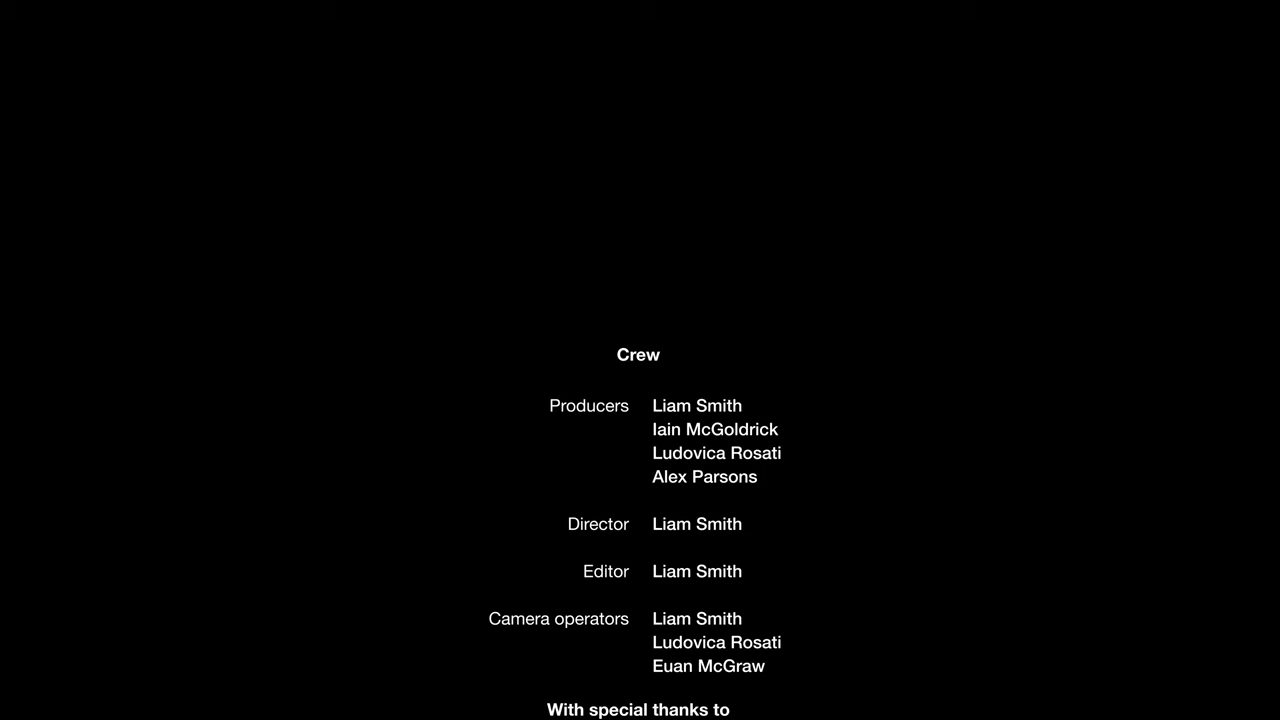 Crew
Producers Liam Smith
Iain McGoldrick
Ludovica Rosati
Alex Parsons
Director Liam Smith
Editor Liam Smith
Camera operators Liam Smith
Ludovica Rosati
Euan McGraw
With special thanks to